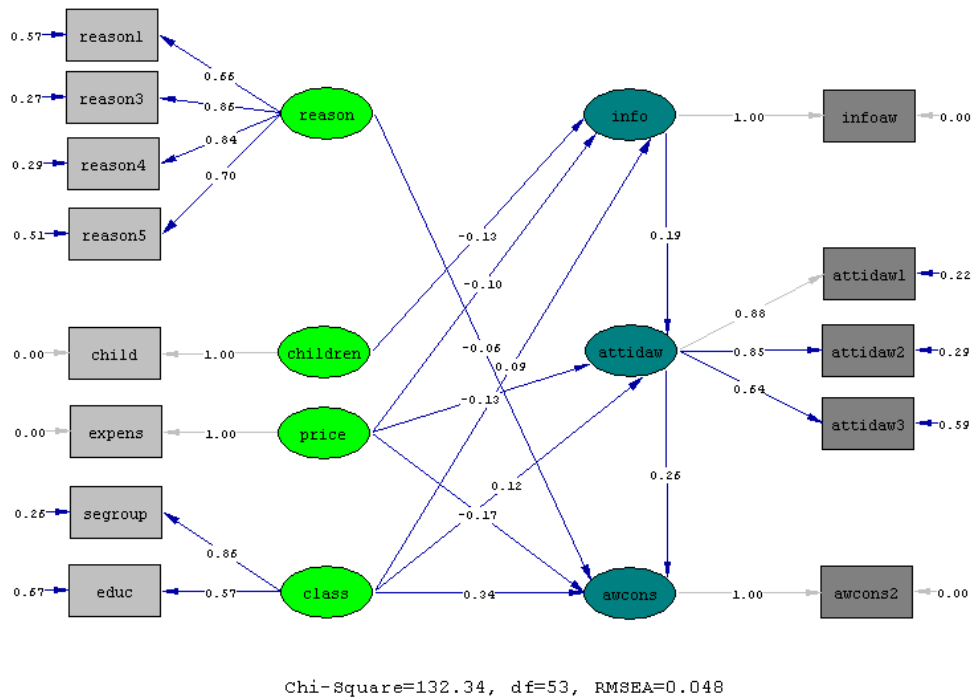 0.57 reason1
0.66
0.27 reason3
0.86
reason
info
1.00
infoaw
0.00
0.84
0.29 reason4
0.70
0.51 reason5
-0.13
0.19
-0.10
attidaw1
0.22
0.88
0.00 child
1.00
children
-0.06
0.09
attidaw
0.85
attidaw2
0.29
-0.13
0.64
attidaw3
0.59
0.00 expens
1.00
price
0.12
0.26
-0.17
0.26 segroup
0.86
0.67 educ
0.57
class
0.34
awcons
1.00
awcons2
0.00
Chi-Square=132.34, df=53, RMSEA=0.048